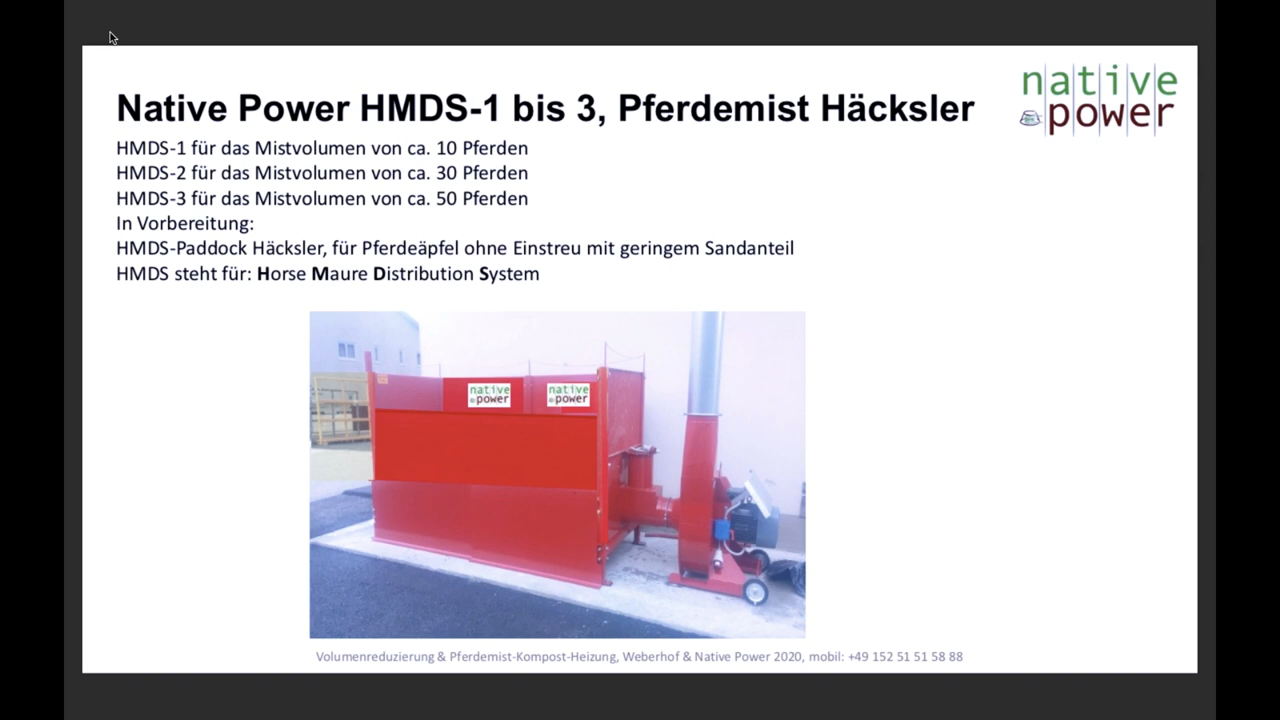 native
power
Native Power HMDS-1 bis 3, Pferdemist Häcksler
HMDS-1 für das Mistvolumen von ca. 10 Pferden
HMDS-2 für das Mistvolumen von ca. 30 Pferden
HMDS-3 für das Mistvolumen von ca. 50 Pferden
In Vorbereitung:
HMDS-Paddock Häcksler, für Pferdeäpfel ohne Einstreu mit geringem Sandanteil
HMDS steht für: Horse Maure Distribution System
native
power
native
power
Volumenreduzierung & Pferdemist-Kompost-Heizung, Weberhof & Native Power 2020, mobil: +49 152 51 51 58 88